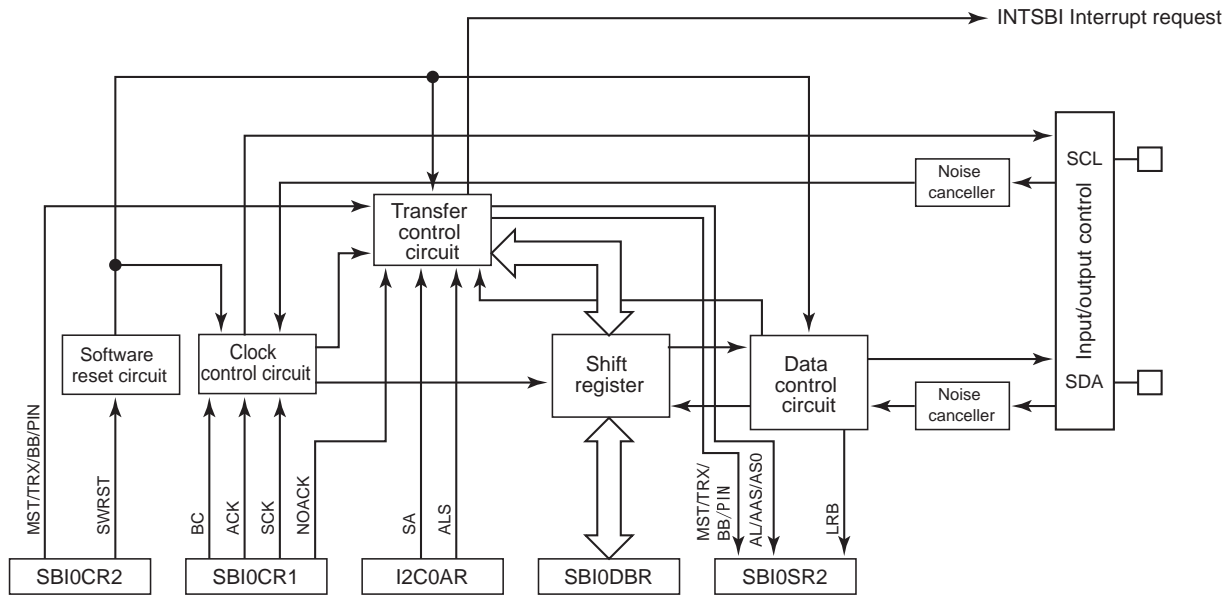 INTSBI Interrupt request
SCL
Noise
canceller
Input/output control
Transfer
control
circuit
Software
reset circuit
Clock
control circuit
Shift
register
Data
control
circuit
SDA
Noise
canceller
MST/TRX/BB/PIN
SWRST
BC
ACK
SCK
NOACK
SA
ALS
MST/TRX/
BB/PIN
AL/AAS/AS0
LRB
SBI0CR2
SBI0CR1
I2C0AR
SBI0DBR
SBI0SR2